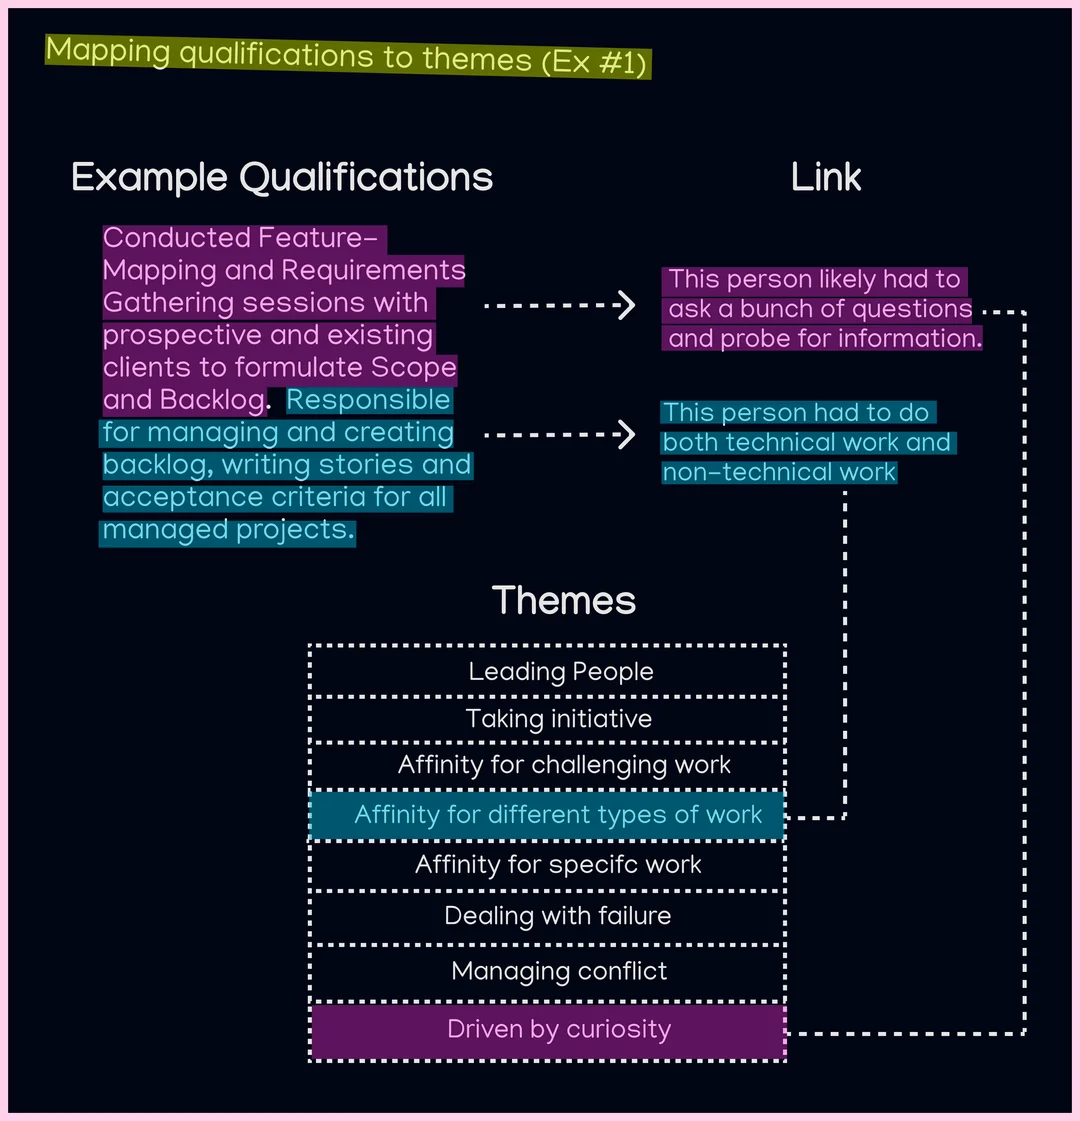 Mapping qualifications to themes (Ex #1)
Example Qualifications
Conducted Feature-
Mapping and Requirements
Gathering sessions with
prospective and existing
clients to formulate Scope
and Backlog. Responsible
for managing and creating
backlog, writing stories and
acceptance criteria for all
managed projects.
Link
This person likely had to
ask a bunch of questions
and probe for information.
This person had to do
both technical work and
non-technical work
Themes
Leading People
Taking initiative
Affinity for challenging work
Affinity for different types of work
Affinity for specifc work
Dealing with failure
Managing conflict
Driven by curiosity